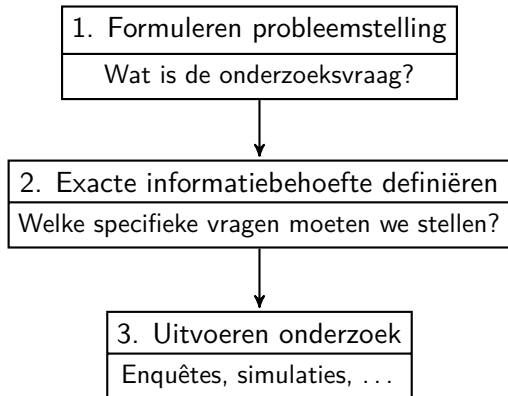 1. Formuleren probleemstelling
Wat is de onderzoeksvraag?
2. Exacte informatiebehoefte definiëren
Welke specifieke vragen moeten we stellen?
3. Uitvoeren onderzoek
Enquêtes, simulaties, ...